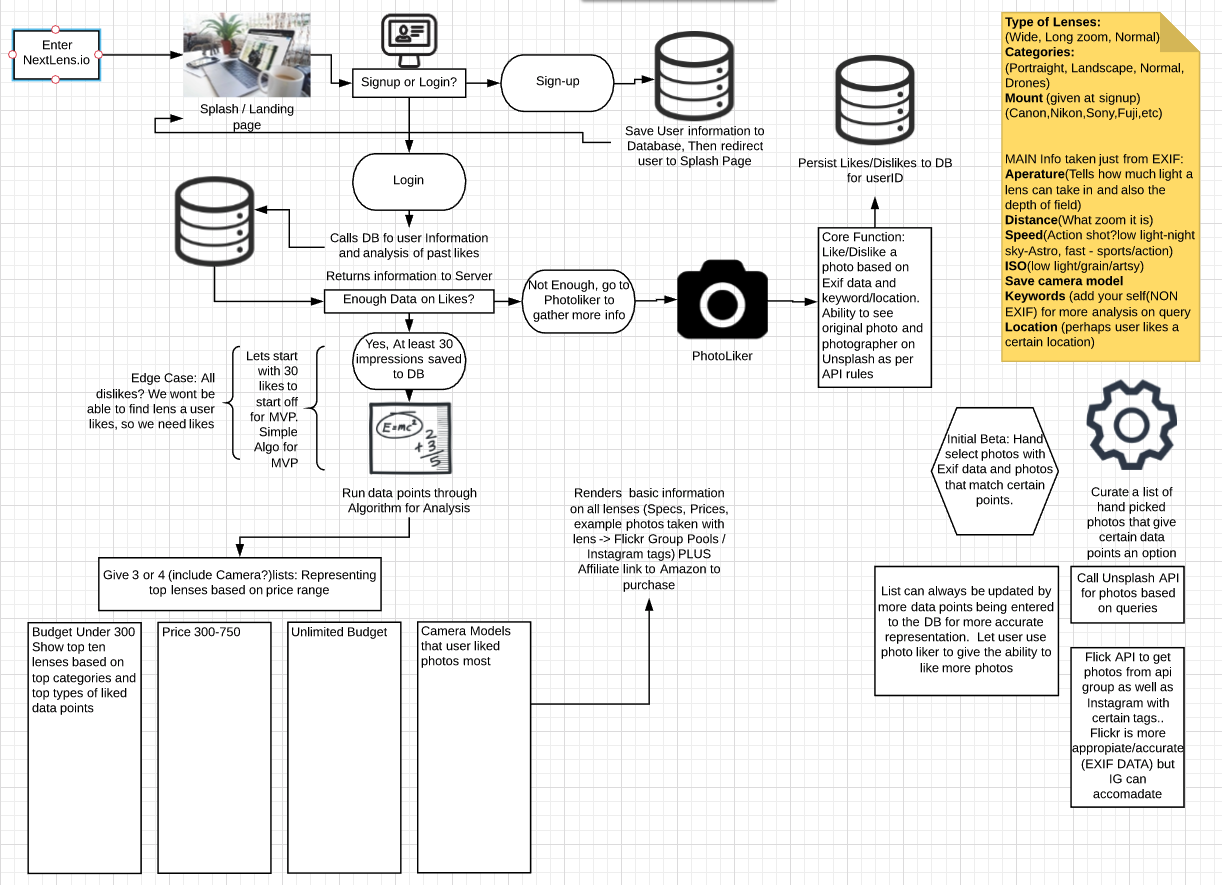 Enter
NextLens.io
Splash / Landing
page
Signup or Login?
Sign-up
Save User information to
Database, Then redirect
user to Splash Page
Persist Likes/Dislikes to DB
for userID
Login
Calls DB fo user Information
and analysis of past likes
Returns information to Server
Enough Data on Likes?
Not Enough, go to
Photoliker to
gather more info
PhotoLiker
Core Function:
Like/Dislike a
photo based on
Exif data and
keyword/location.
Ability to see
original photo and
photographer on
Unsplash as per
API rules
Yes, At least 30
impressions saved
to DB
Lets start
with 30
likes to
start off
for MVP.
Simple
Algo for
MVP
Edge Case: All
dislikes? We wont be
able to find lens a user
likes, so we need likes
E=mc²
2
+3
5
Run data points through
Algorithm for Analysis
Give 3 or 4 (include Camera?)lists: Representing
top lenses based on price range
Budget Under 300
Show top ten
lenses based on
top categories and
top types of liked
data points
Price 300-750
Unlimited Budget
Camera Models
that user liked
photos most
Renders  basic information
on all lenses (Specs, Prices,
example photos taken with
lens -> Flickr Group Pools /
Instagram tags) PLUS
Affiliate link to Amazon to
purchase
Type of Lenses:
(Wide, Long zoom, Normal)
Categories:
(Portraight, Landscape, Normal,
Drones)
Mount (given at signup)
(Canon,Nikon,Sony,Fuji,etc)
MAIN Info taken just from EXIF:
Aperature(Tells how much light a
lens can take in and also the
depth of field)
Distance(What zoom it is)
Speed(Action shot?low light-night
sky-Astro, fast - sports/action)
ISO(low light/grain/artsy)
Save camera model
Keywords (add your self(NON
EXIF) for more analysis on query
Location (perhaps user likes a
certain location)
Initial Beta: Hand
select photos with
Exif data and photos
that match certain
points.
Curate a list of
hand picked
photos that give
certain data
points an option
List can always be updated by
more data points being entered
to the DB for more accurate
representation.  Let user use
photo liker to give the ability to
like more photos
Call Unsplash API
for photos based
on queries
Flick API to get
photos from api
group as well as
Instagram with
certain tags..
Flickr is more
appropiate/accurate
(EXIF DATA) but
IG can
accomadate